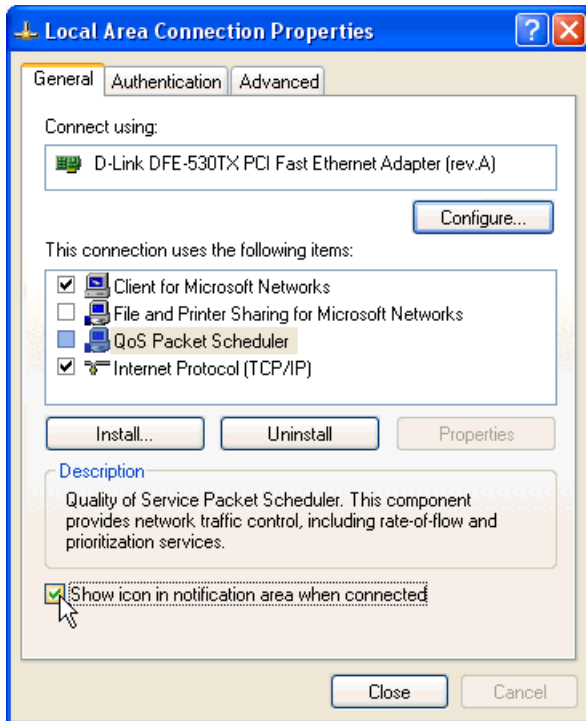 Local Area Connection Properties
General Authentication Advanced
Connect using:
D-Link DFE-530TX PCI Fast Ethernet Adapter (rev.A)
Configure...
This connection uses the following items:
Client for Microsoft Networks
File and Printer Sharing for Microsoft Networks
QoS Packet Scheduler
Internet Protocol (TCP/IP)
Install... Uninstall Properties
Description
Quality of Service Packet Scheduler. This component
provides network traffic control, including rate-of-flow and
prioritization services.
Show icon in notification area when connected
Close Cancel